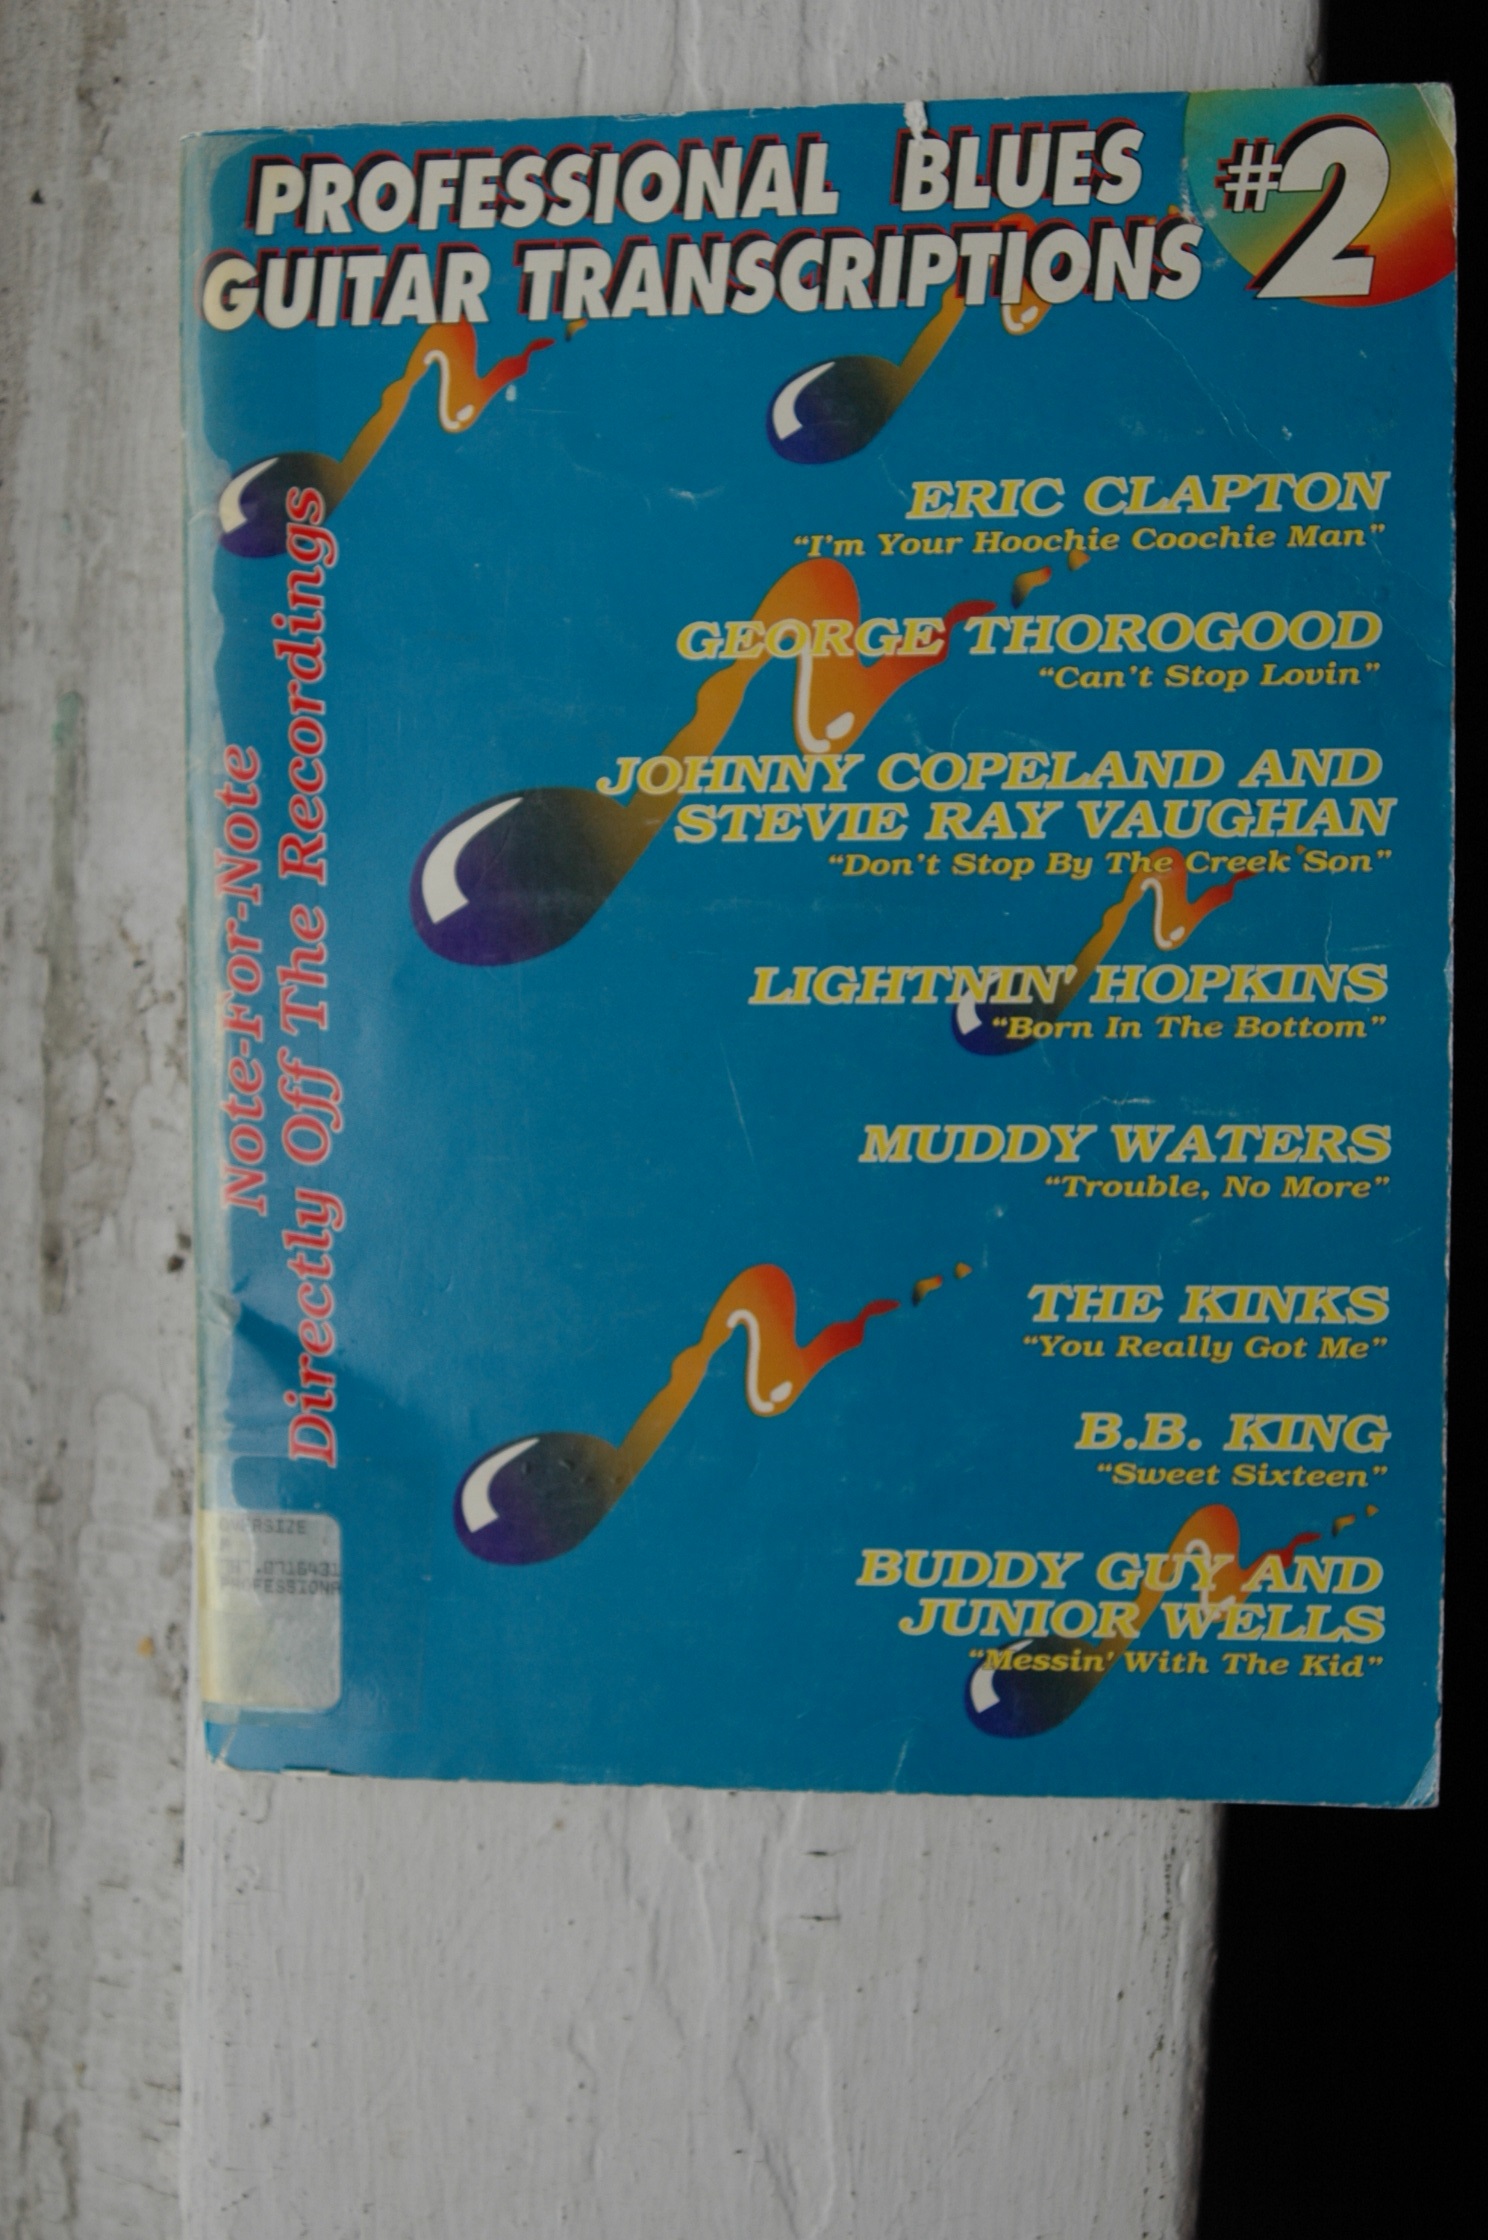 PROFESSIONAL BLUES
GUITAR TRANSCRIPTIONS
#2
ERIC CLAPTON
“I'm Your Hoochie Coochie Man”
GEORGE THOROGOOD
“Can't Stop Lovin”
JOHNNY COPELAND AND
STEVIE RAY VAUGHAN
“Don't Stop By The Creek Son”
LIGHTNIN' HOPKINS
“Born In The Bottom”
MUDDY WATERS
“Trouble, No More”
THE KINKS
“You Really Got Me”
B.B. KING
“Sweet Sixteen”
BUDDY GUY AND
JUNIOR WELLS
“Messin' With The Kid”
Note-For-Note
Directly Off The Recordings
OVERSIZE
PROFESSIONA